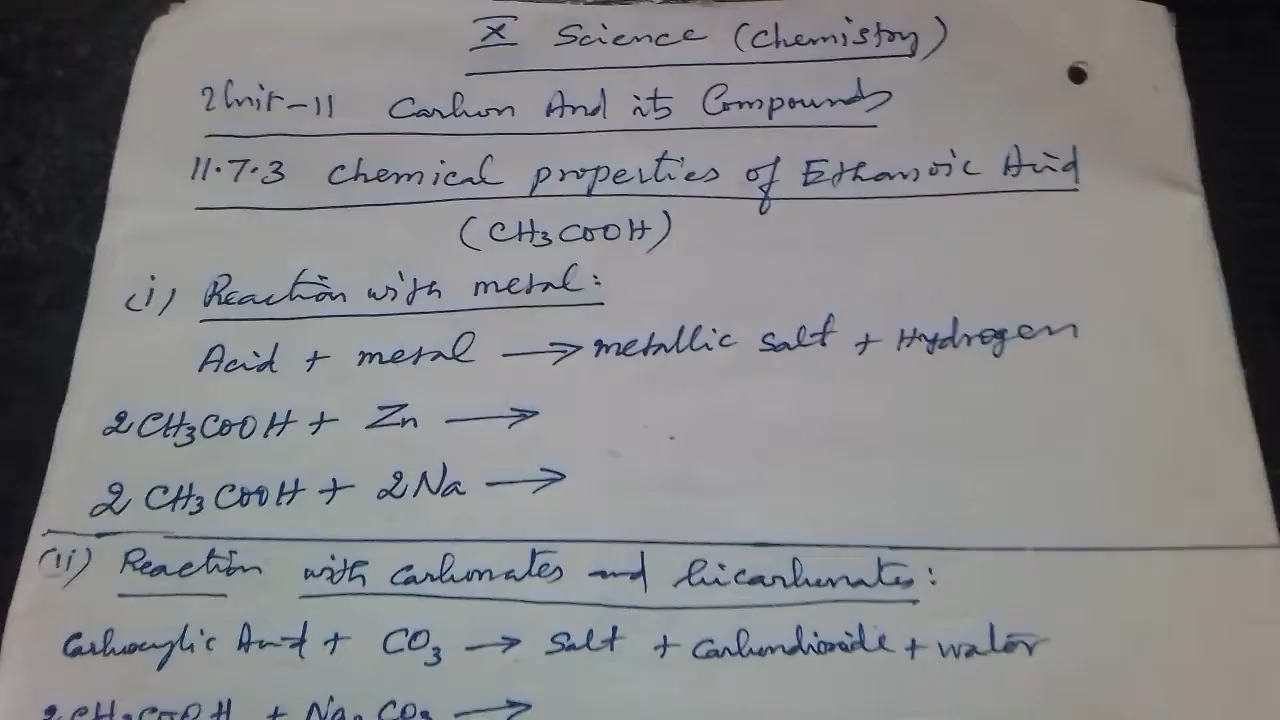 X Science (Chemistry)
Unit-11 Carbon And its Compounds
11.7.3 Chemical properties of Ethanoic Acid
(CH3COOH)
(i) Reaction with metal:
Acid + metal → metallic salt + Hydrogen
2CH3COOH + Zn →
2 CH3COOH + 2Na →
(ii) Reaction with carbonates and bicarbonates:
Carboxylic Acid + CO3 → Salt + Carbondioxide + water
2CH3COOH + Na2CO3 →